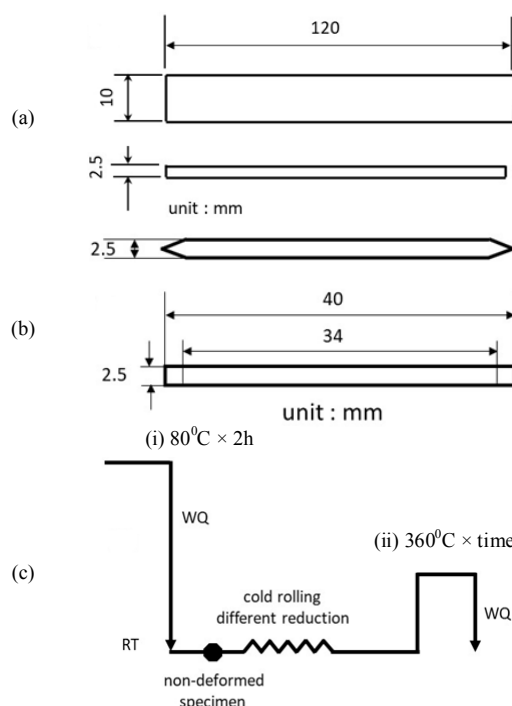 120
(a)
10
2.5
unit : mm
2.5
40
(b)
34
2.5
unit : mm
(i) 80⁰C × 2h
WQ
(ii) 360⁰C × time
(c)
cold rolling
different reduction
WQ
RT
non-deformed
specimen